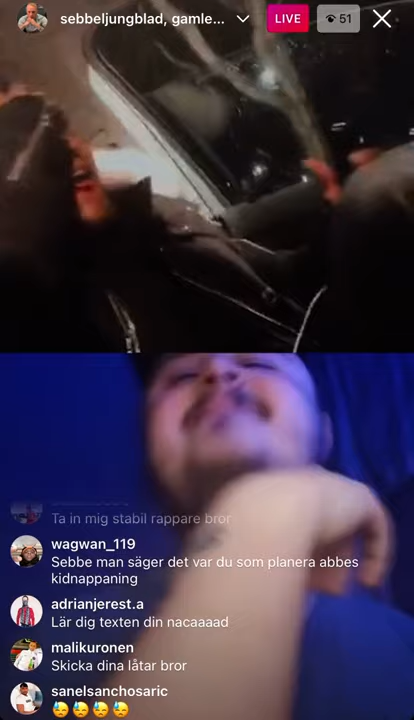 sebbeljungblad, gamle...
LIVE
51
Ta in mig stabil rappare bror
wagwan_119
Sebbe man säger det var du som planera abbes
kidnappaning
adrianjerest.a
Lär dig texten din nacaaaad
malikuronen
Skicka dina låtar bror
sanelsanchosaric
😓😓😓😓